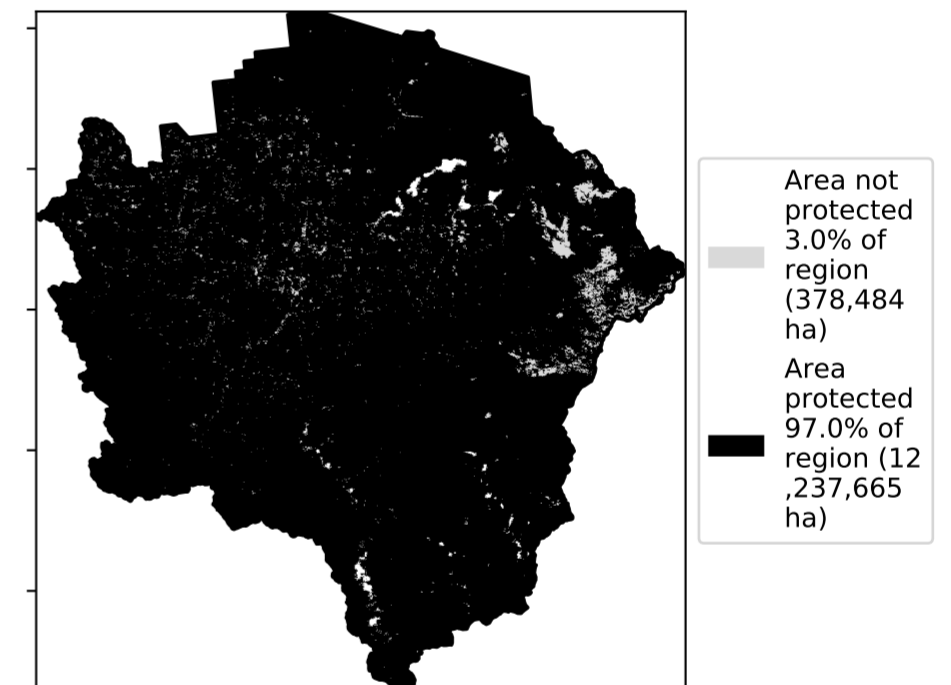 Area not
protected
3.0% of
region
(378,484
ha)
Area
protected
97.0% of
region (12
,237,665
ha)